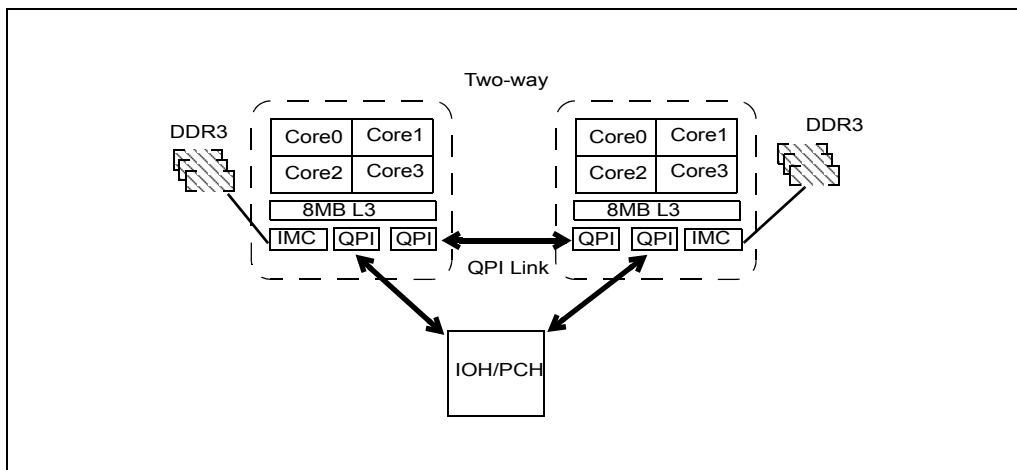 Two-way
DDR3
Core0 Core1
Core2 Core3
8MB L3
IMC QPI QPI
DDR3
Core0 Core1
Core2 Core3
8MB L3
QPI QPI IMC
QPI Link
IOH/PCH